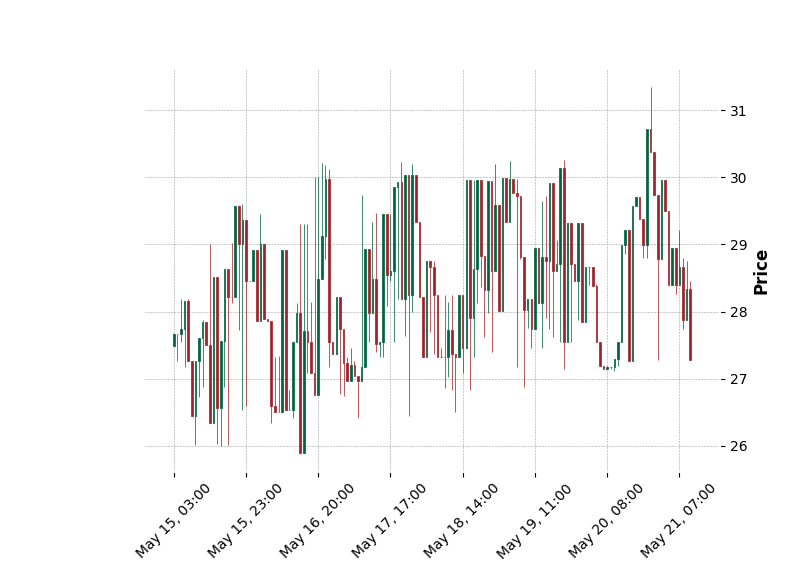 31
30
29
28
27
26
Price
May 15, 03:00
May 15, 23:00
May 16, 20:00
May 17, 17:00
May 18, 14:00
May 19, 11:00
May 20, 08:00
May 21, 07:00